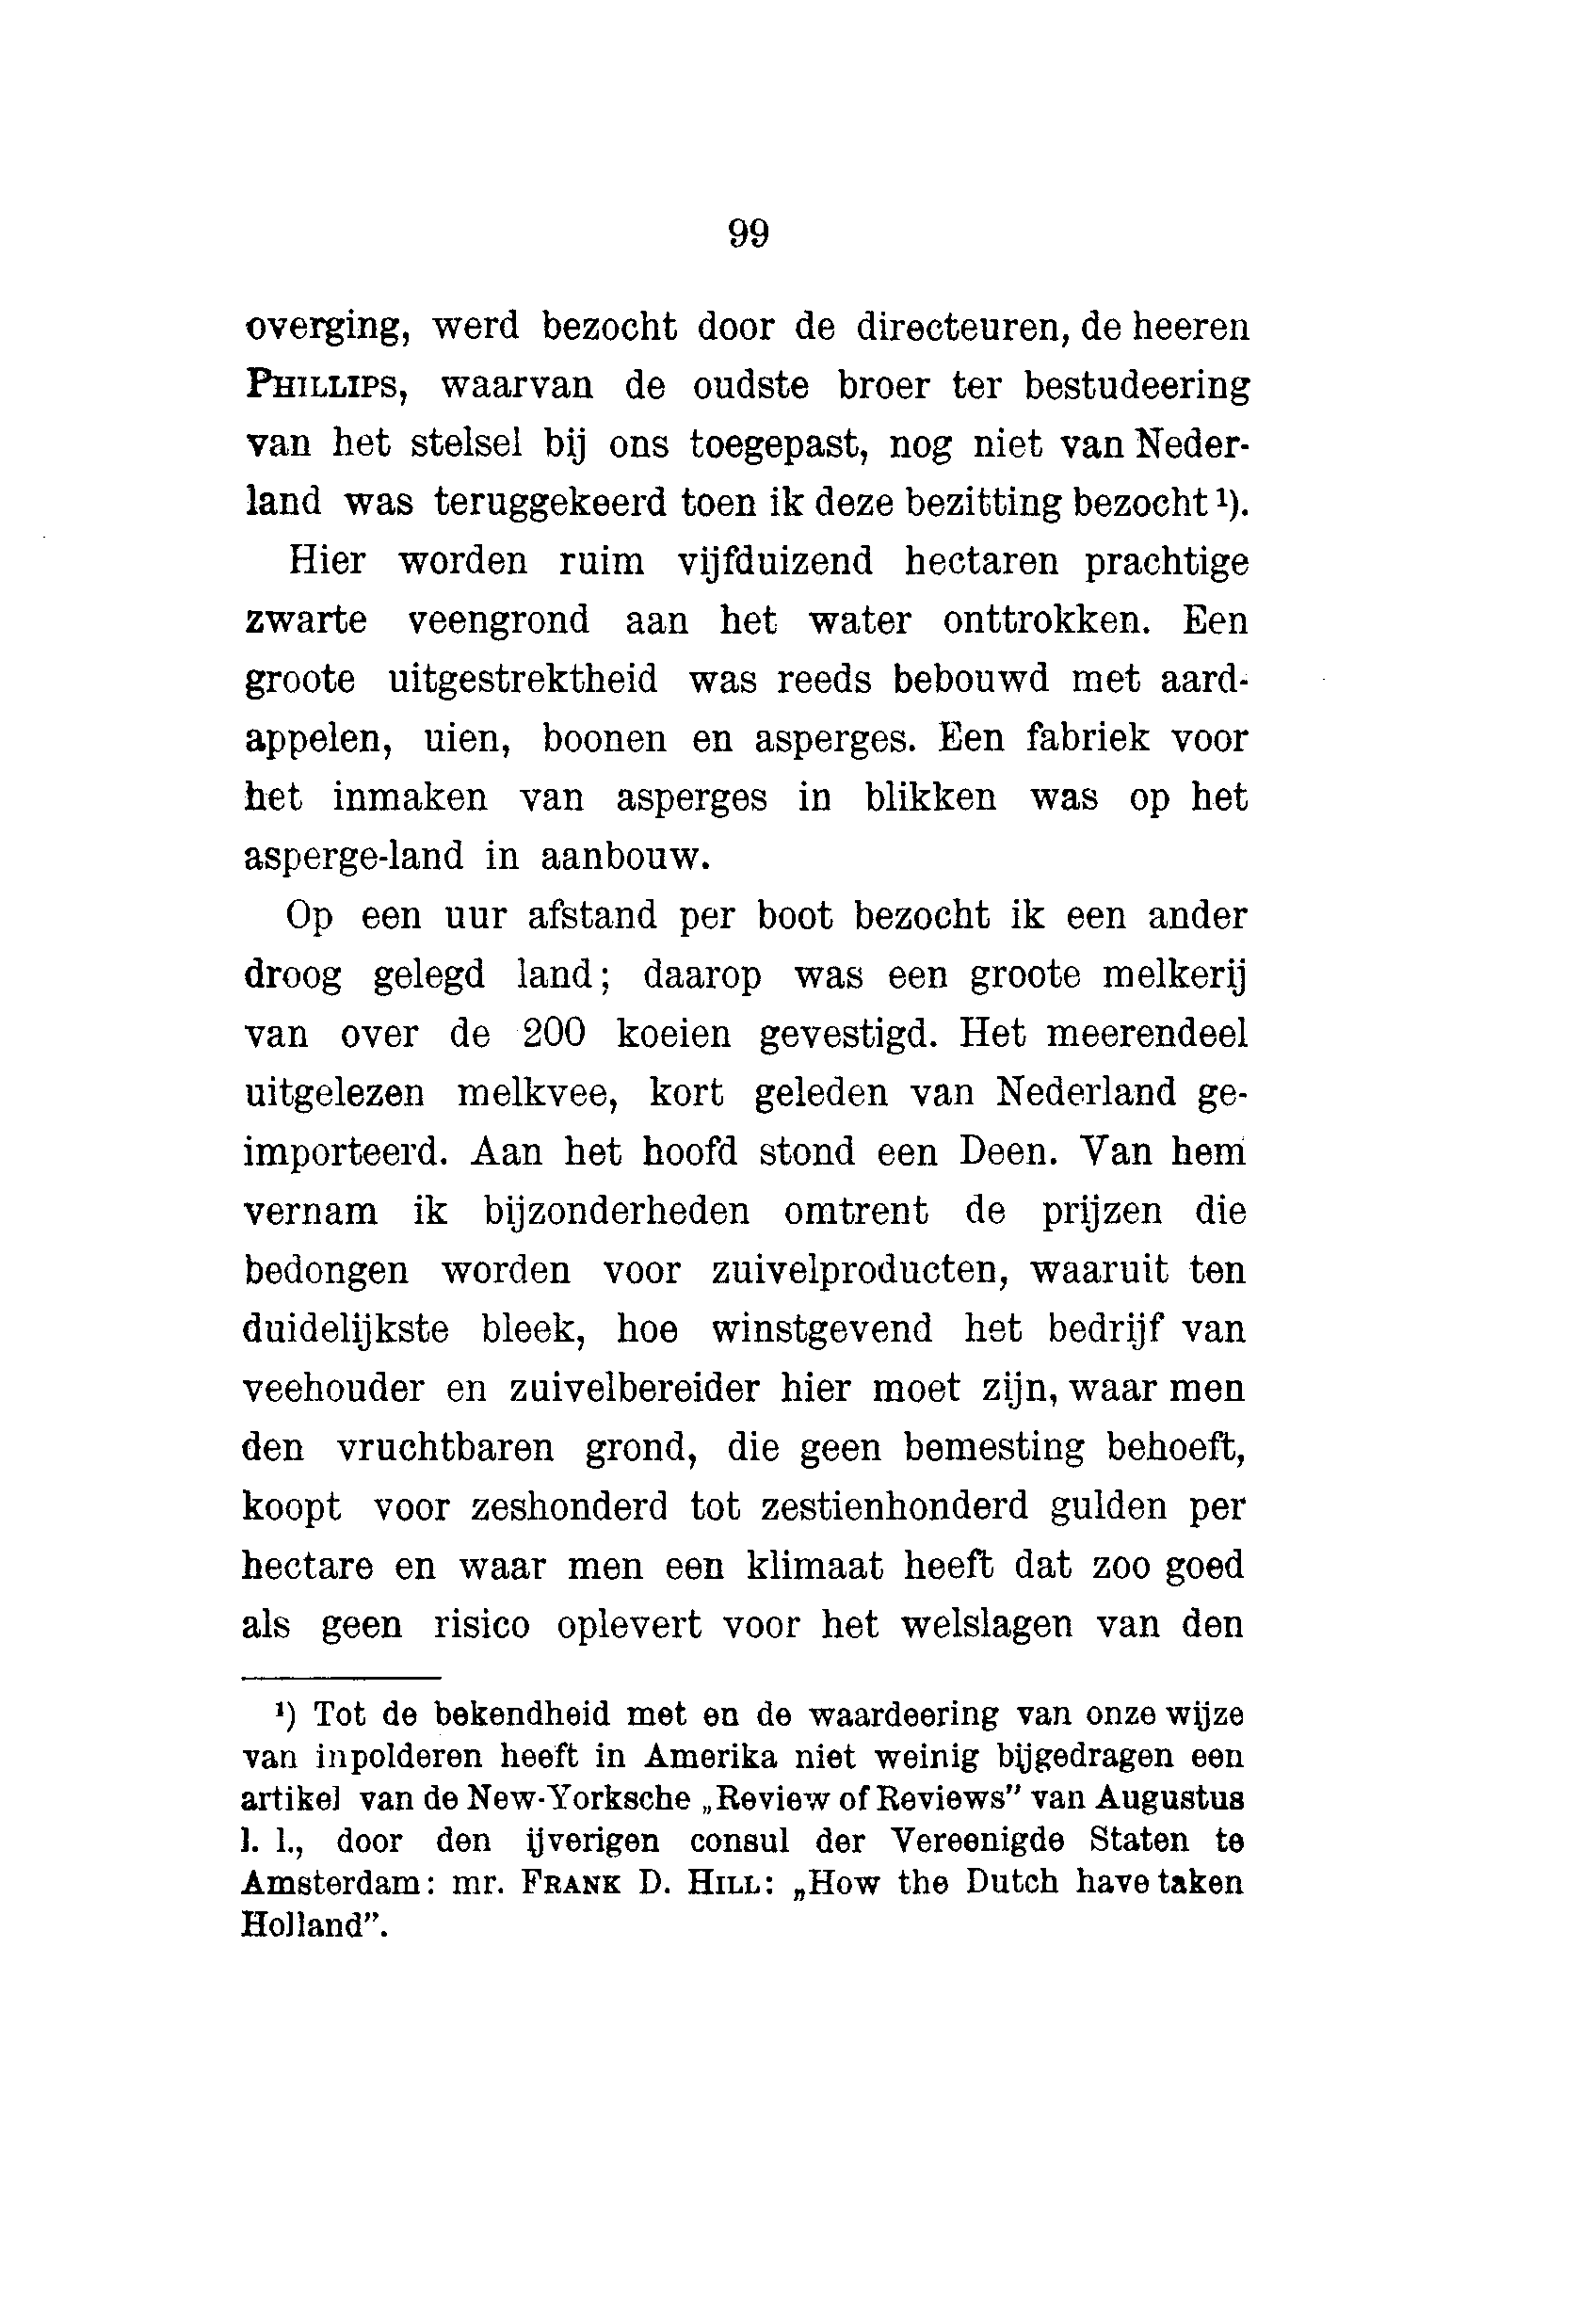 99
overging, werd bezocht door de directeuren, de heeren
PHILLIPS, waarvan de oudste broer ter bestudeering
van het stelsel bij ons toegepast, nog niet van Neder-
land was teruggekeerd toen ik deze bezitting bezocht ¹).
Hier worden ruim vijfduizend hectaren prachtige
zwarte veengrond aan het water onttrokken. Een
groote uitgestrektheid was reeds bebouwd met aard-
appelen, uien, boonen en asperges. Een fabriek voor
het inmaken van asperges in blikken was op het
asperge-land in aanbouw.
Op een uur afstand per boot bezocht ik een ander
droog gelegd land; daarop was een groote melkerij
van over de 200 koeien gevestigd. Het meerendeel
uitgelezen melkvee, kort geleden van Nederland ge-
importeerd. Aan het hoofd stond een Deen. Van hem
vernam ik bijzonderheden omtrent de prijzen die
bedongen worden voor zuivelproducten, waaruit ten
duidelijkste bleek, hoe winstgevend het bedrijf van
veehouder en zuivelbereider hier moet zijn, waar men
den vruchtbaren grond, die geen bemesting behoeft,
koopt voor zeshonderd tot zestienhonderd gulden per
hectare en waar men een klimaat heeft dat zoo goed
als geen risico oplevert voor het welslagen van den
¹) Tot de bekendheid met en de waardeering van onze wijze
van inpolderen heeft in Amerika niet weinig bijgedragen een
artikel van de New-Yorksche „Review of Reviews” van Augustus
l. l., door den ijverigen consul der Vereenigde Staten te
Amsterdam: mr. FRANK D. HILL: „How the Dutch have taken
Holland”.